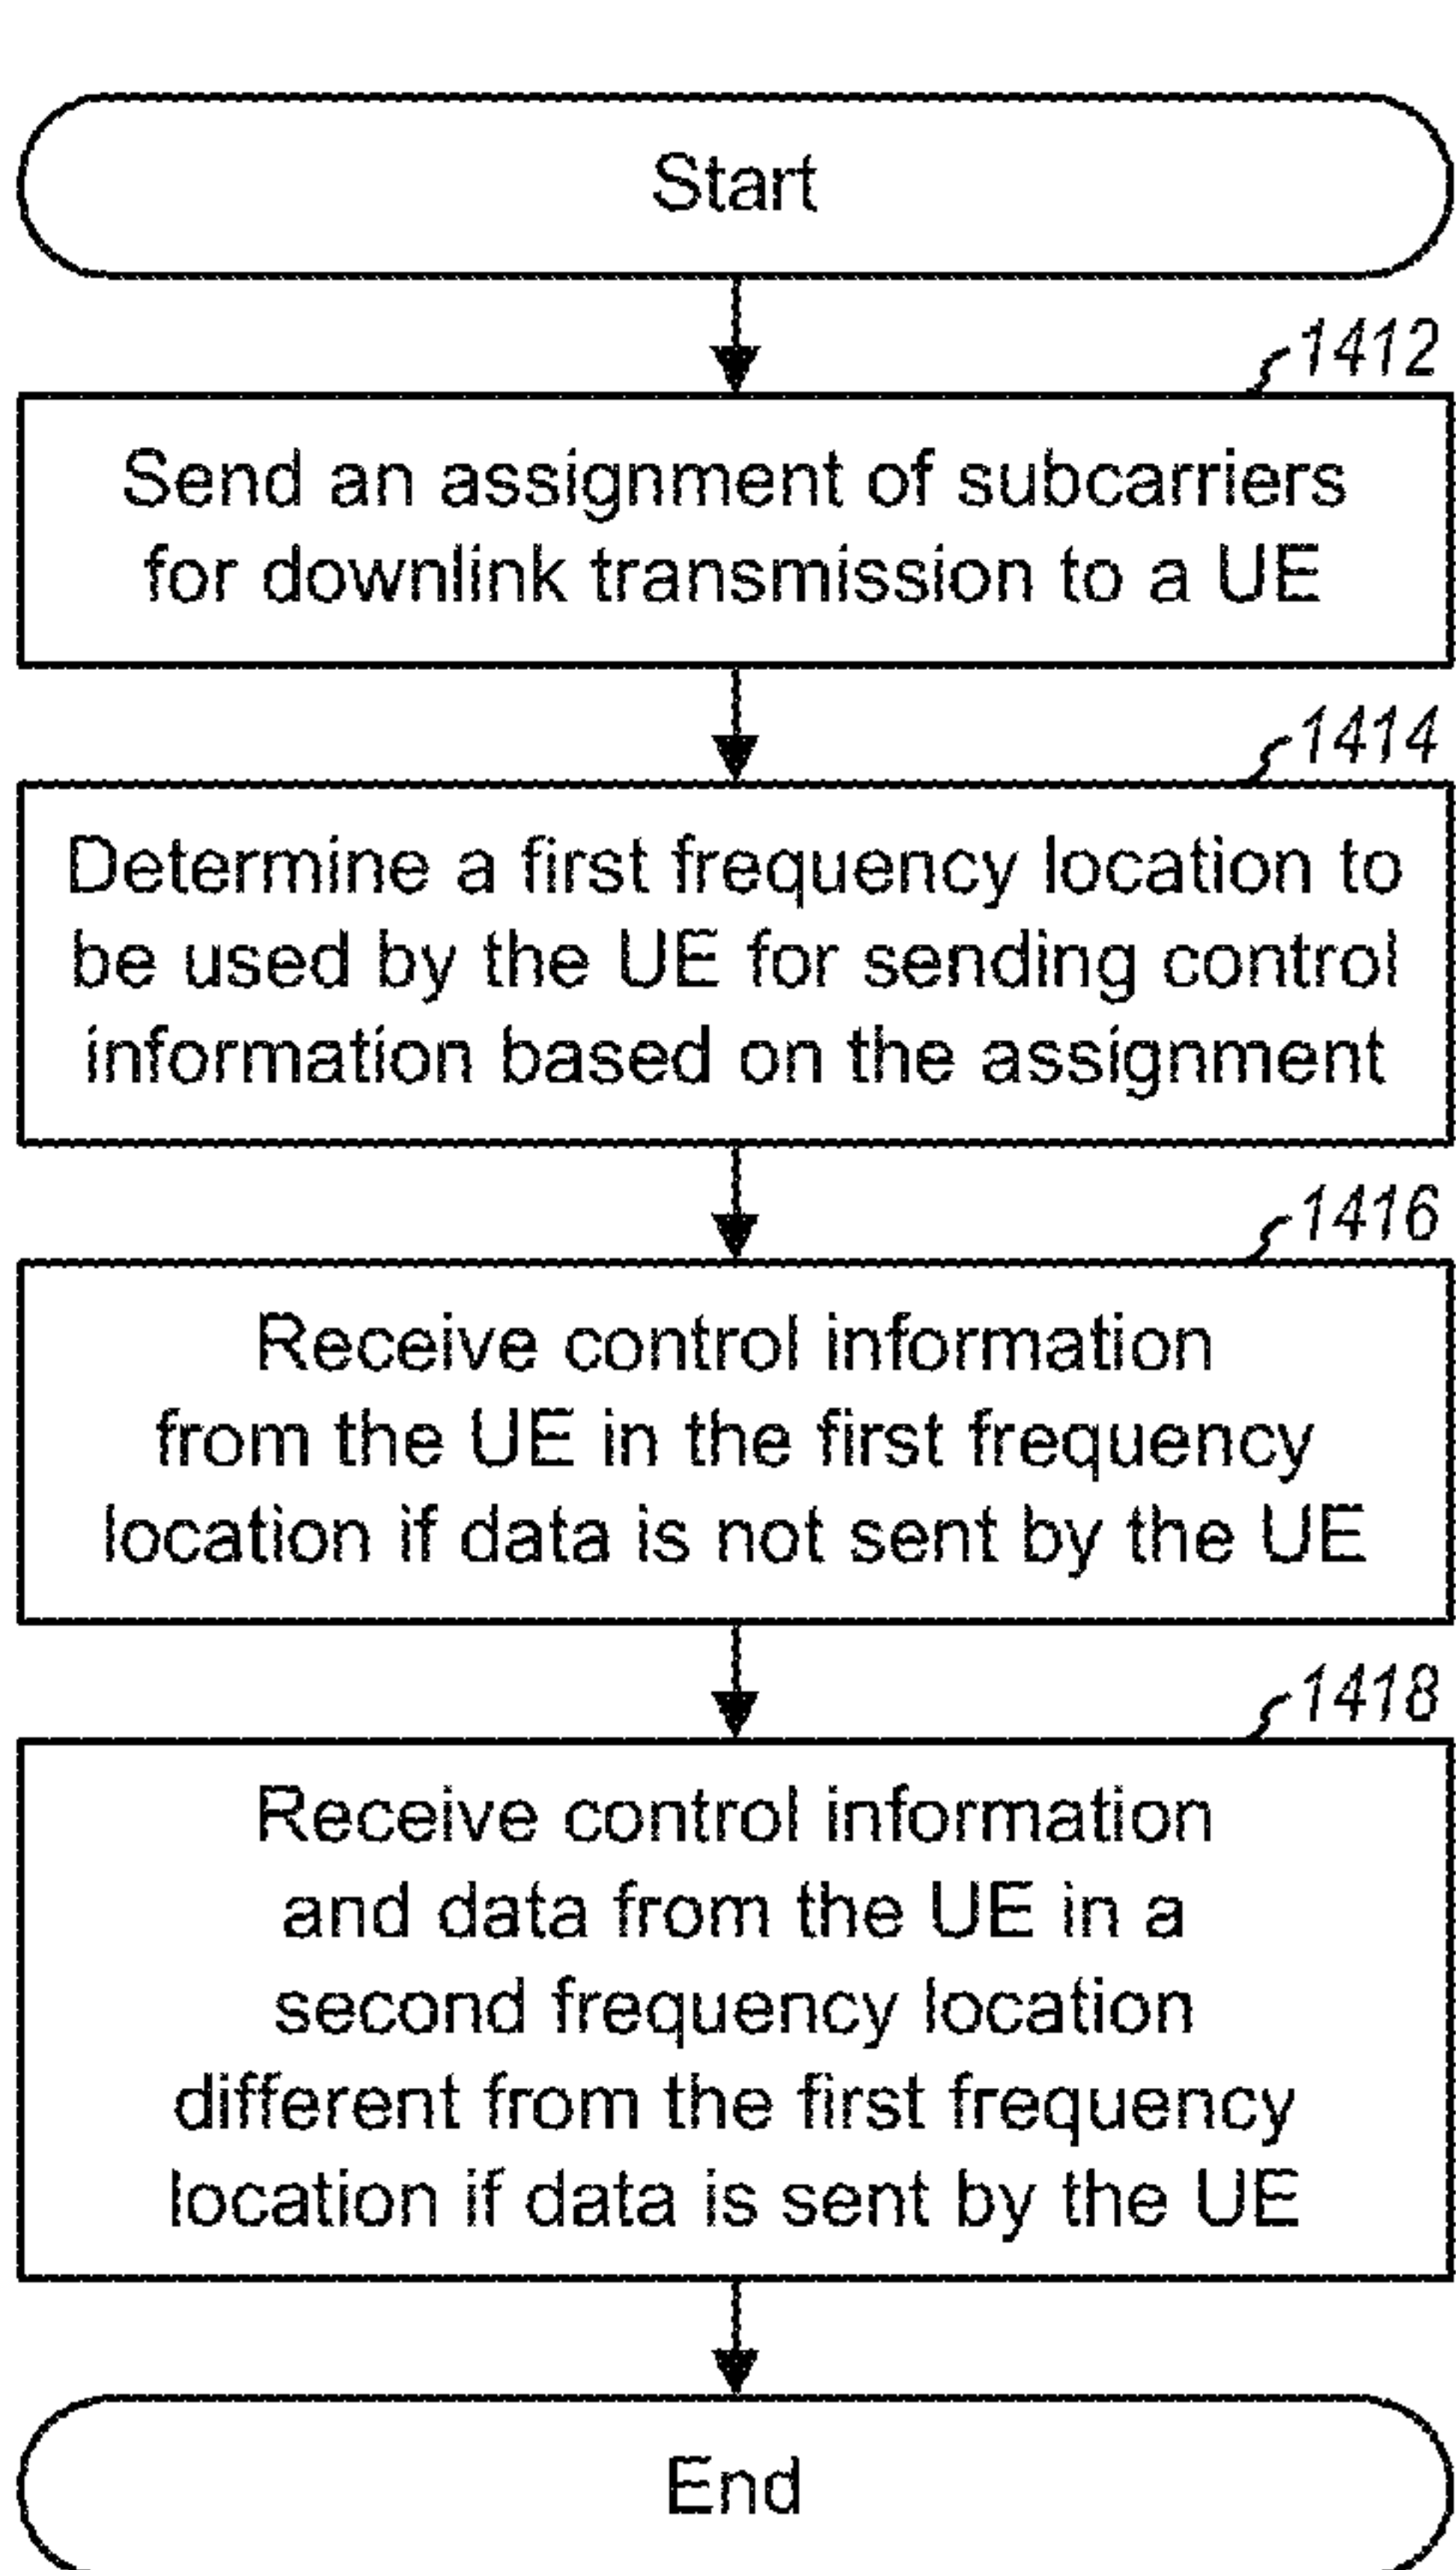 Start
1412
Send an assignment of subcarriers
for downlink transmission to a UE
1414
Determine a first frequency location to
be used by the UE for sending control
information based on the assignment
1416
Receive control information
from the UE in the first frequency
location if data is not sent by the UE
1418
Receive control information
and data from the UE in a
second frequency location
different from the first frequency
location if data is sent by the UE
End